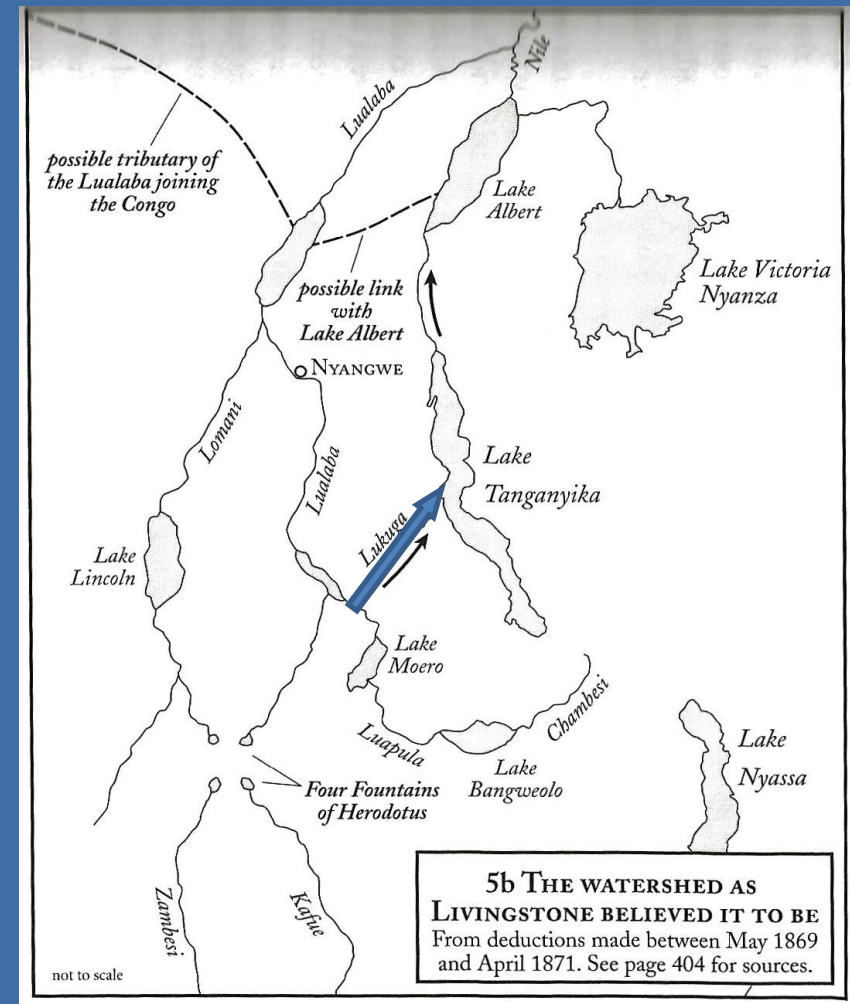 Nile
Lualaba
possible tributary of
the Lualaba joining
the Congo
Lake
Albert
Lake Victoria
Nyanza
possible link
with
Lake Albert
NYANGWE
Lomani
Lualaba
Lake
Tanganyika
Lukuga
Lake
Lincoln
Lake
Moero
Chambesi
Luapula
Lake
Bangweolo
Lake
Nyassa
Four Fountains
of Herodotus
Zambesi
Kafue
5b THE WATERSHED AS
LIVINGSTONE BELIEVED IT TO BE
From deductions made between May 1869
and April 1871. See page 404 for sources.
not to scale